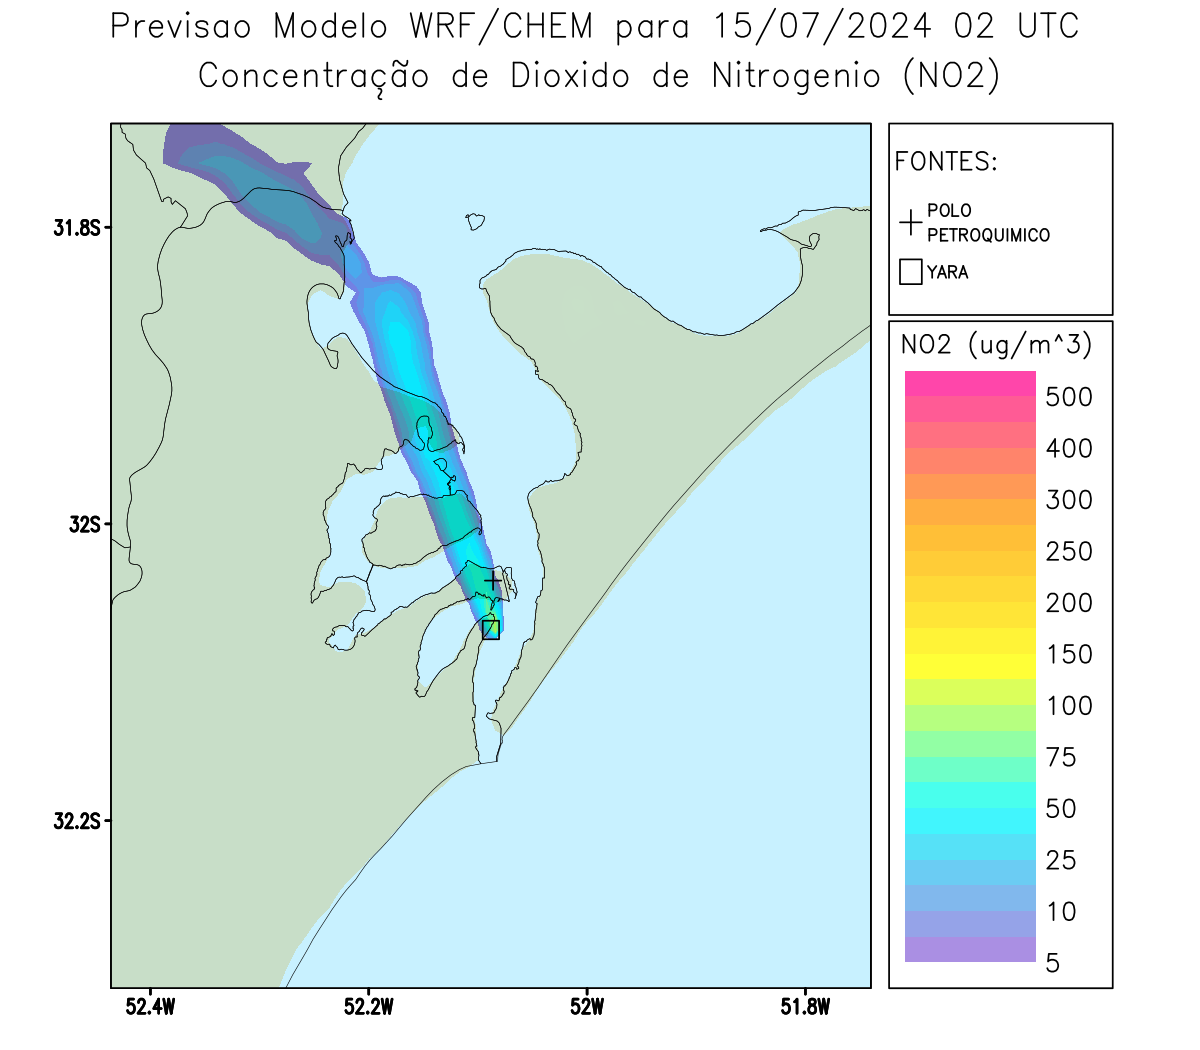 Previsao Modelo WRF/CHEM para 15/07/2024 02 UTC
Concentração de Dioxido de Nitrogenio (NO2)
FONTES:
POLO
PETROQUIMICO
YARA
NO2 (ug/m^3)
500
400
300
250
200
150
100
75
50
25
10
5
31.8S
32S
32.2S
52.4W
52.2W
52W
51.8W